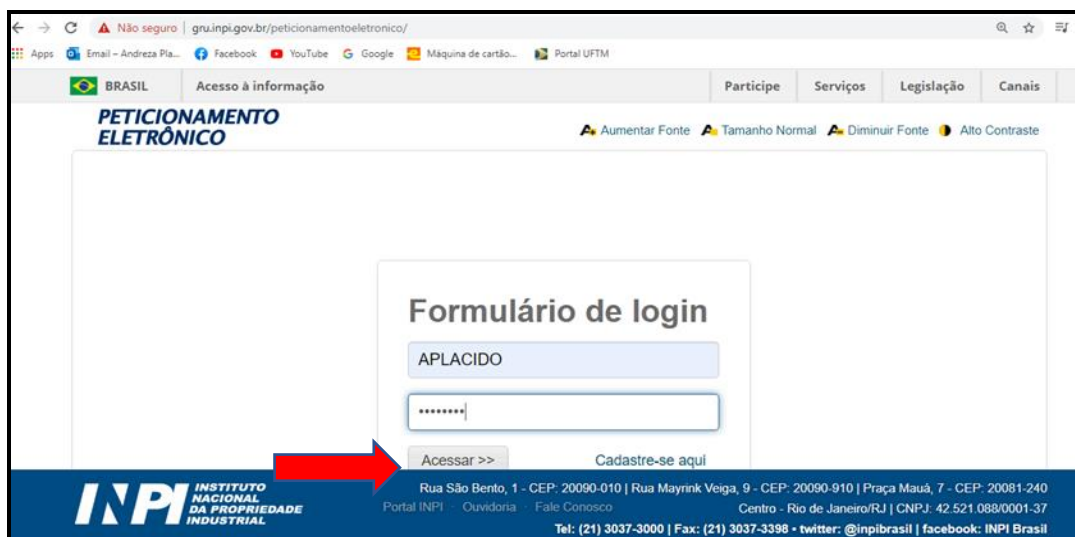 Não seguro | gru.inpi.gov.br/peticionamentoeletronico/
Apps Email – Andreza Pla... Facebook YouTube Google Máquina de cartão... Portal UFTM
BRASIL Acesso à informação Participe Serviços Legislação Canais
PETICIONAMENTO
ELETRÔNICO
Aumentar Fonte Tamanho Normal Diminuir Fonte Alto Contraste
Formulário de login
APLACIDO
••••••••
Acessar >> Cadastre-se aqui
INPI INSTITUTO
NACIONAL
DA PROPRIEDADE
INDUSTRIAL
Rua São Bento, 1 - CEP: 20090-010 | Rua Mayrink Veiga, 9 - CEP: 20090-910 | Praça Mauá, 7 - CEP: 20081-240
Portal INPI - Ouvidoria - Fale Conosco Centro - Rio de Janeiro/RJ | CNPJ: 42.521.088/0001-37
Tel: (21) 3037-3000 | Fax: (21) 3037-3398 • twitter: @inpibrasil | facebook: INPI Brasil